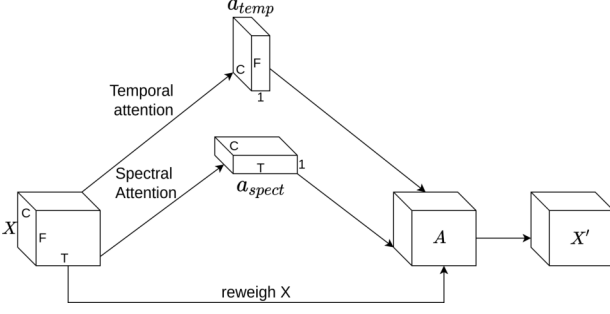 a_temp
C
F
1
Temporal
attention
C
T
1
a_spect
Spectral
Attention
X
C
F
T
A
X'
reweigh X